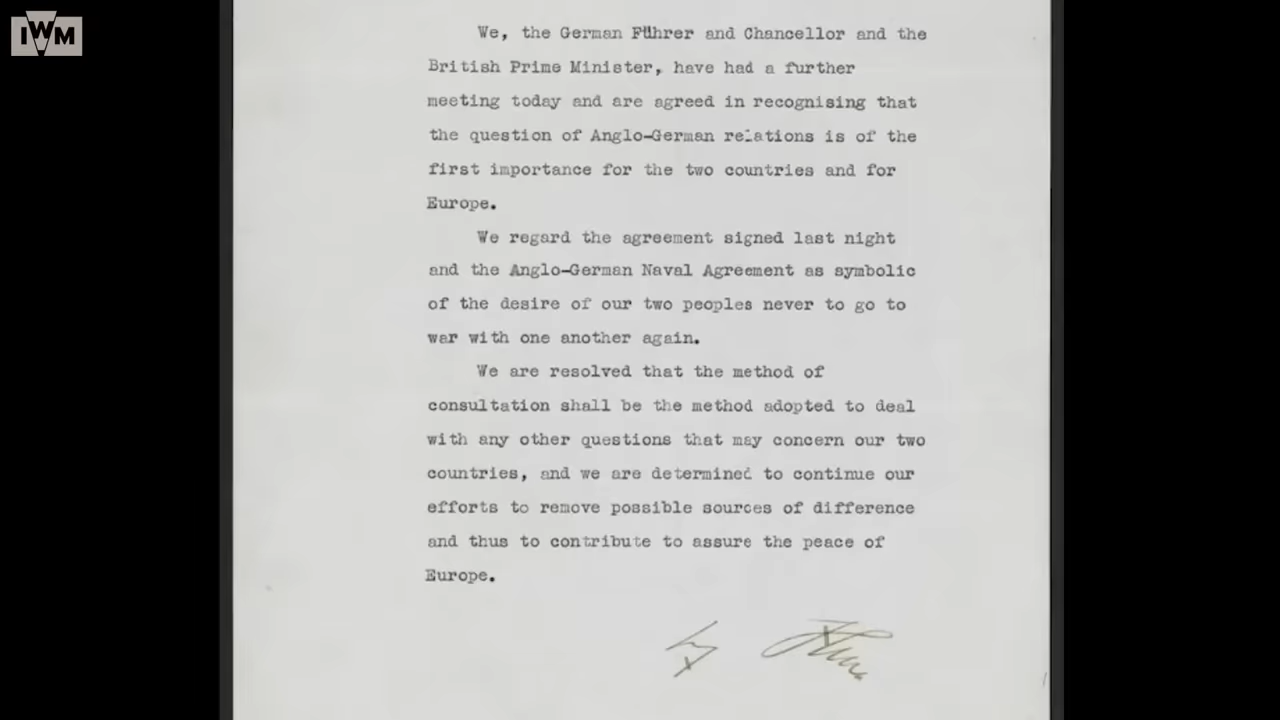 IWM
We, the German Führer and Chancellor and the
British Prime Minister, have had a further
meeting today and are agreed in recognising that
the question of Anglo-German relations is of the
first importance for the two countries and for
Europe.
We regard the agreement signed last night
and the Anglo-German Naval Agreement as symbolic
of the desire of our two peoples never to go to
war with one another again.
We are resolved that the method of
consultation shall be the method adopted to deal
with any other questions that may concern our two
countries, and we are determined to continue our
efforts to remove possible sources of difference
and thus to contribute to assure the peace of
Europe.